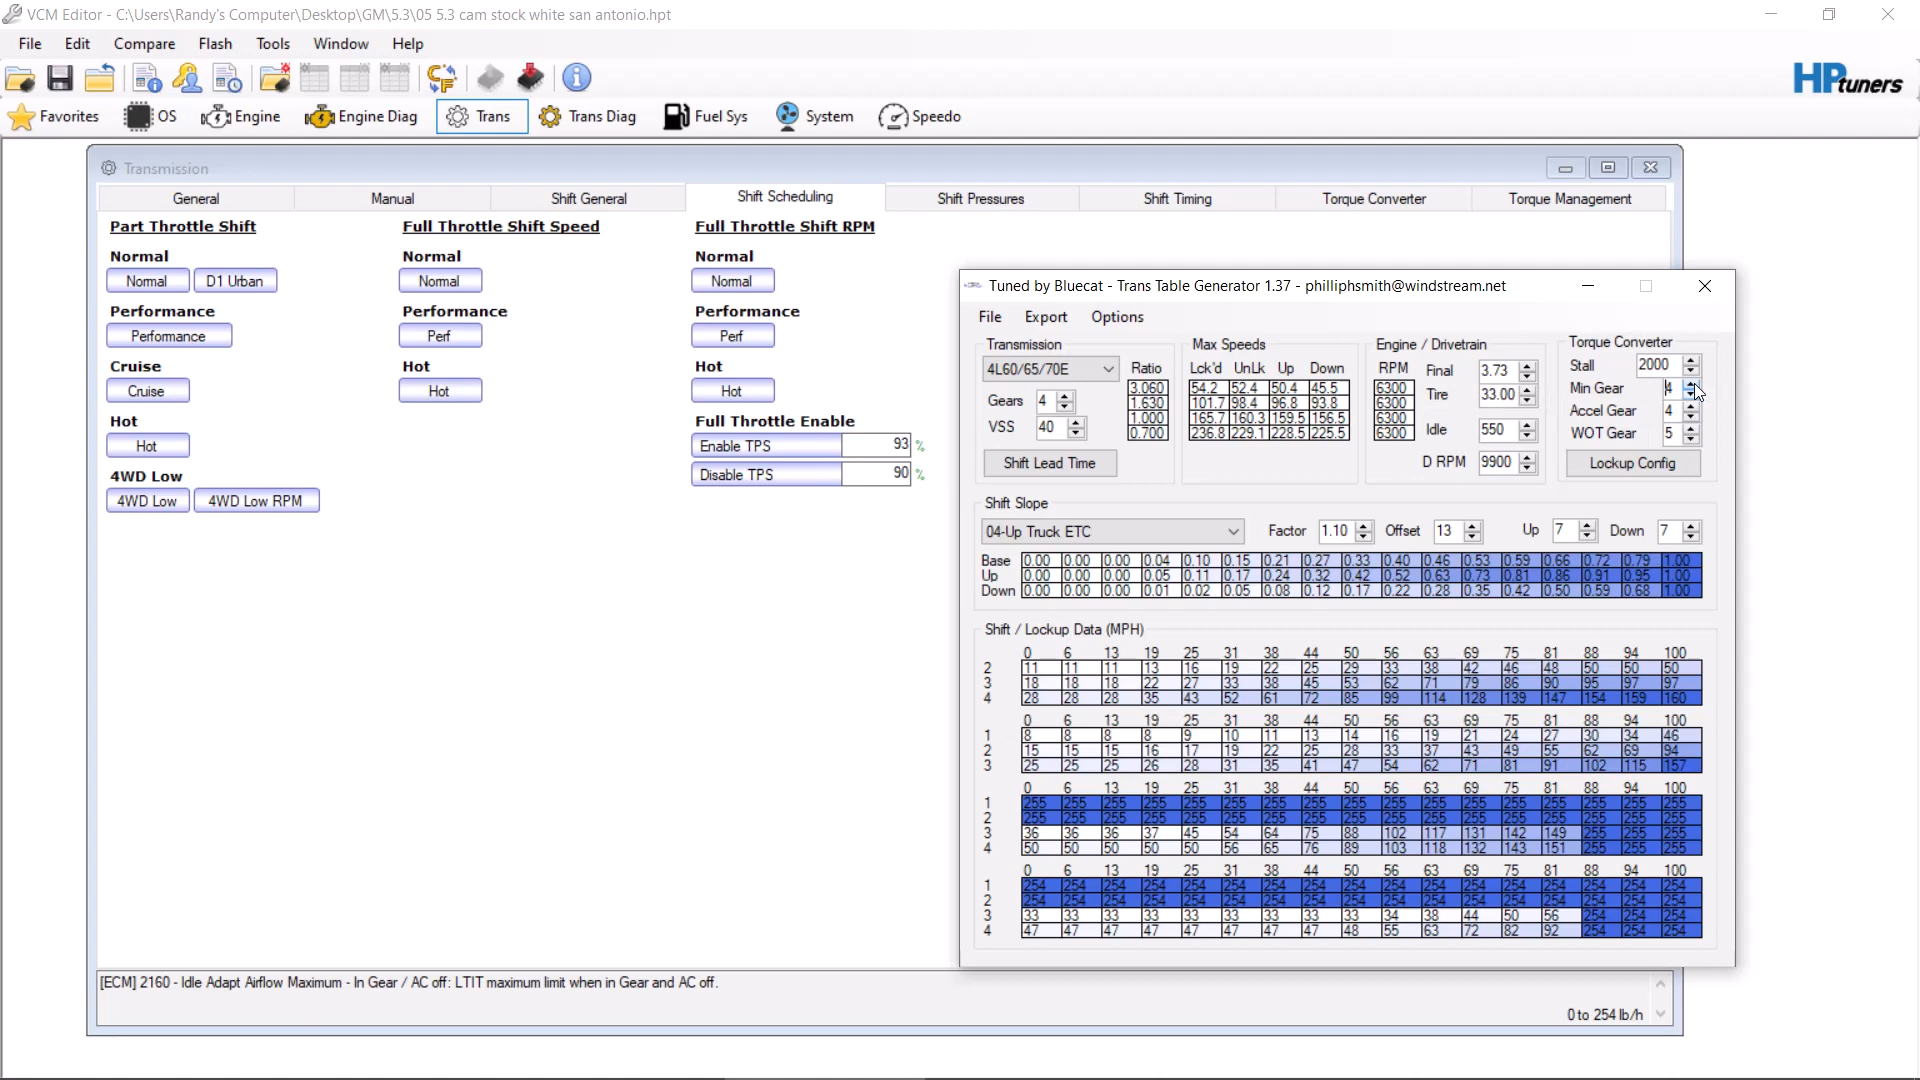 VCM Editor - C:\Users\Randy's Computer\Desktop\GM\5.3\05 5.3 cam stock white san antonio.hpt
File Edit Compare Flash Tools Window Help
HPtuners
Favorites OS Engine Engine Diag Trans Trans Diag Fuel Sys System Speedo
Transmission
General Manual Shift General Shift Scheduling Shift Pressures Shift Timing Torque Converter Torque Management
Part Throttle Shift Full Throttle Shift Speed Full Throttle Shift RPM
Normal Normal Normal
Normal D1 Urban Normal Normal
Performance Performance Performance
Performance Perf Perf
Cruise Hot Hot
Cruise Hot Hot
Hot Full Throttle Enable
Hot Enable TPS 93 %
4WD Low Disable TPS 90 %
4WD Low 4WD Low RPM
Tuned by Bluecat - Trans Table Generator 1.37 - philliphsmith@windstream.net
File Export Options
Transmission
4L60/65/70E Ratio
Gears 4
VSS 40
3.060
1.630
1.000
0.700
Shift Lead Time
Max Speeds
Lck'd UnLk Up Down
54.2 52.4 50.4 45.5
101.7 98.4 96.8 93.8
165.7 160.3 159.5 156.5
236.8 229.1 228.5 225.5
Engine / Drivetrain
RPM
6300
6300
6300
6300
Final 3.73
Tire 33.00
Idle 550
D RPM 9900
Torque Converter
Stall 2000
Min Gear 4
Accel Gear 4
WOT Gear 5
Lockup Config
Shift Slope
04-Up Truck ETC Factor 1.10 Offset 13 Up 7 Down 7
Base 0.00 0.00 0.00 0.04 0.10 0.15 0.21 0.27 0.33 0.40 0.46 0.53 0.59 0.66 0.72 0.79 1.00
Up 0.00 0.00 0.00 0.05 0.11 0.17 0.24 0.32 0.42 0.52 0.63 0.73 0.81 0.86 0.91 0.95 1.00
Down 0.00 0.00 0.00 0.01 0.02 0.05 0.08 0.12 0.17 0.22 0.28 0.35 0.42 0.50 0.59 0.68 1.00
Shift / Lockup Data (MPH)
0 6 13 19 25 31 38 44 50 56 63 69 75 81 88 94 100
2 11 11 11 13 16 19 22 25 29 33 38 42 46 48 50 50 50
3 18 18 18 22 27 33 38 45 53 62 71 79 86 90 95 97 97
4 28 28 28 35 43 52 61 72 85 99 114 128 139 147 154 159 160
0 6 13 19 25 31 38 44 50 56 63 69 75 81 88 94 100
1 8 8 8 8 9 10 11 13 14 16 19 21 24 27 30 34 46
2 15 15 15 16 17 19 22 25 28 33 37 43 49 55 62 69 94
3 25 25 25 26 28 31 35 41 47 54 62 71 81 91 102 115 157
0 6 13 19 25 31 38 44 50 56 63 69 75 81 88 94 100
1 255 255 255 255 255 255 255 255 255 255 255 255 255 255 255 255 255
2 255 255 255 255 255 255 255 255 255 255 255 255 255 255 255 255 255
3 36 36 36 37 45 54 64 75 88 102 117 131 142 149 255 255 255
4 50 50 50 50 50 56 65 76 89 103 118 132 143 151 255 255 255
0 6 13 19 25 31 38 44 50 56 63 69 75 81 88 94 100
1 254 254 254 254 254 254 254 254 254 254 254 254 254 254 254 254 254
2 254 254 254 254 254 254 254 254 254 254 254 254 254 254 254 254 254
3 33 33 33 33 33 33 33 33 33 34 38 44 50 56 254 254 254
4 47 47 47 47 47 47 47 47 48 55 63 72 82 92 254 254 254
[ECM] 2160 - Idle Adapt Airflow Maximum - In Gear / AC off: LTIT maximum limit when in Gear and AC off.
0 to 254 lb/h